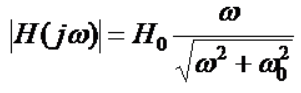 |H(jω)| = H₀ ω / √(ω² + ω₀²)